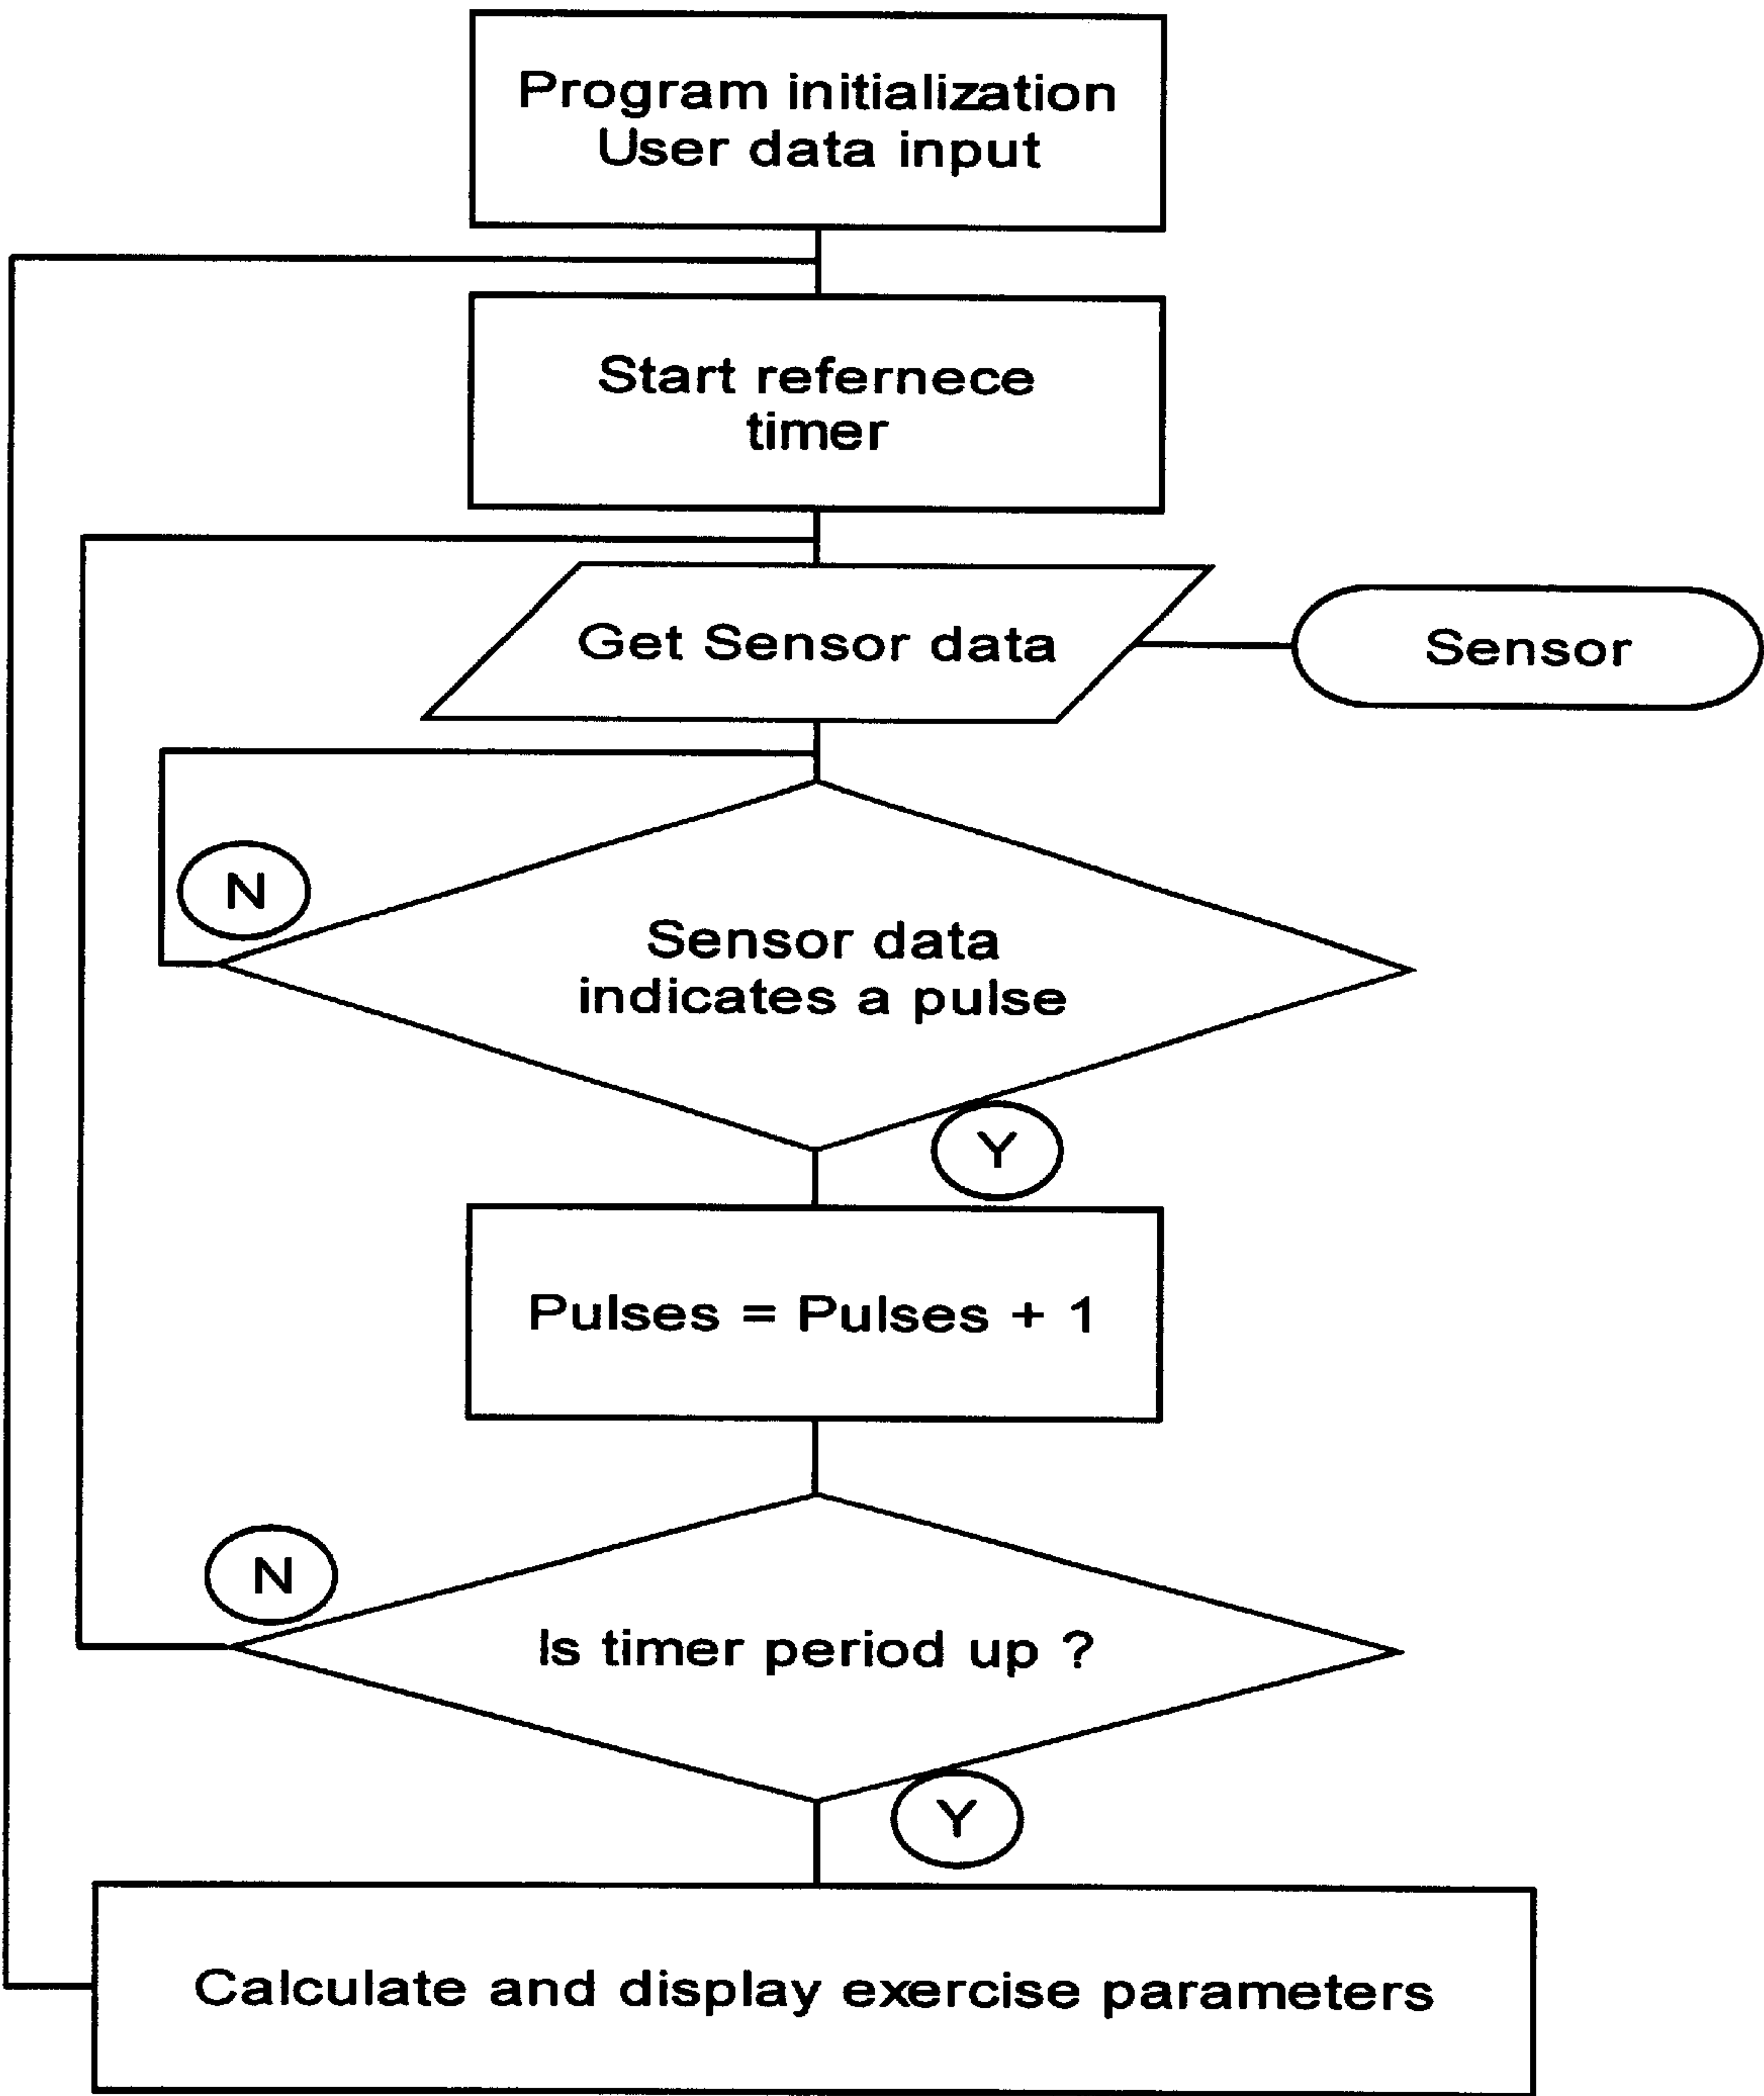 Program initialization
User data input
Start refernece
timer
Get Sensor data
Sensor
N
Sensor data
indicates a pulse
Y
Pulses = Pulses + 1
N
Is timer period up ?
Y
Calculate and display exercise parameters